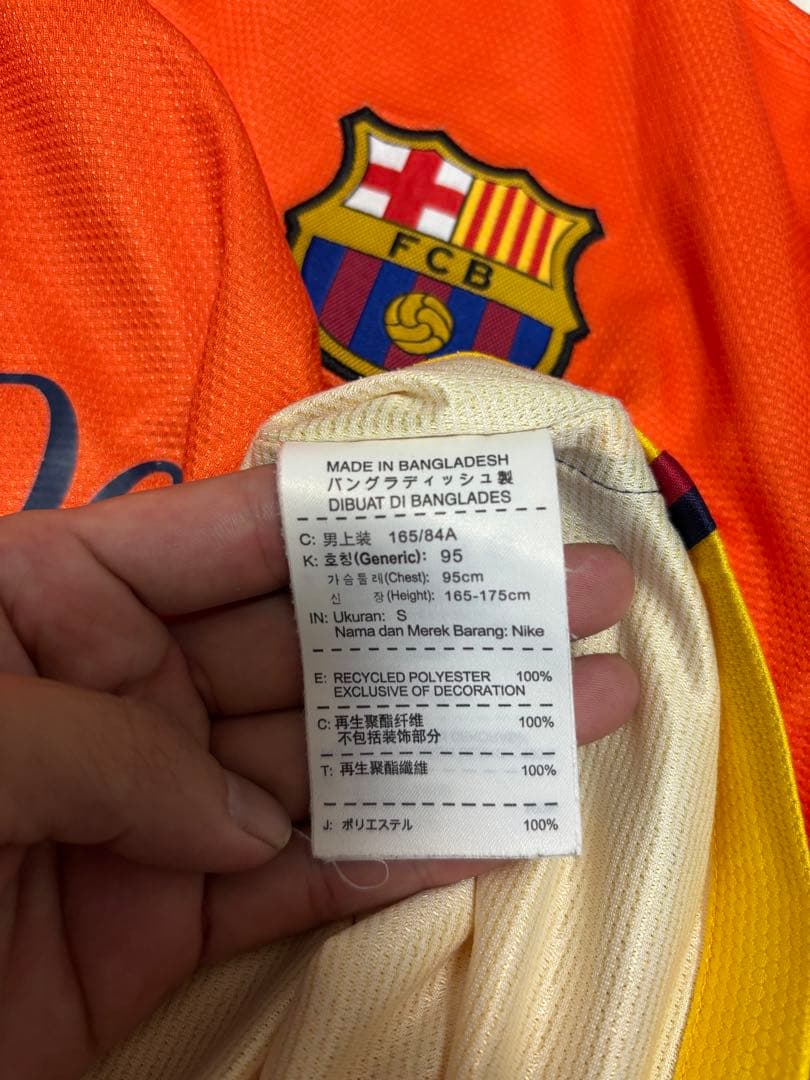 FCB
MADE IN BANGLADESH
バングラディッシュ製
DIBUAT DI BANGLADES
C: 男上装 165/84A
K: 호칭(Generic): 95
가슴둘레(Chest): 95cm
신 장(Height): 165-175cm
IN: Ukuran: S
Nama dan Merek Barang: Nike
E: RECYCLED POLYESTER 100%
EXCLUSIVE OF DECORATION
C: 再生聚酯纤维 100%
不包括装饰部分
T: 再生聚酯纖維 100%
J: ポリエステル 100%